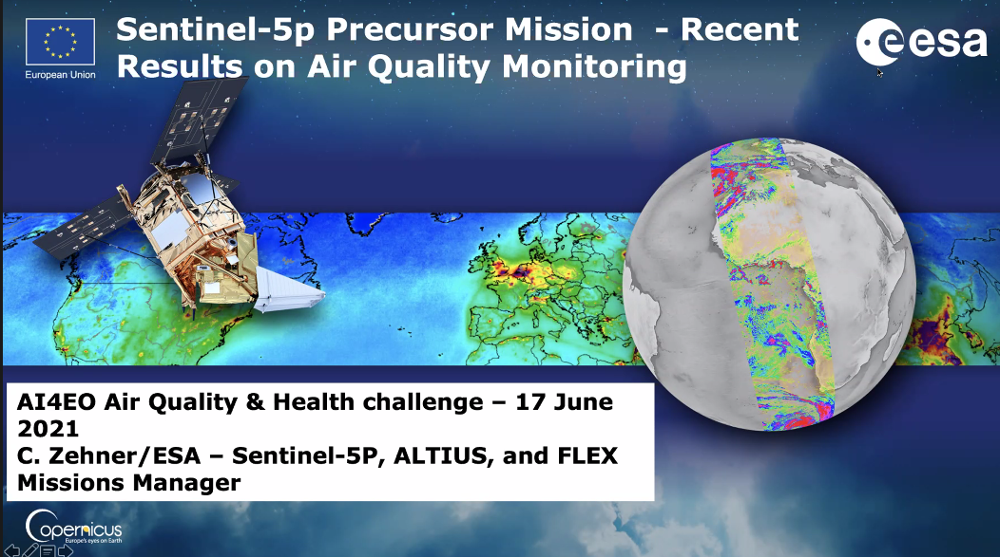 Sentinel-5p Precursor Mission - Recent
Results on Air Quality Monitoring
European Union
esa
AI4EO Air Quality & Health challenge – 17 June
2021
C. Zehner/ESA – Sentinel-5P, ALTIUS, and FLEX
Missions Manager
opernicus
Europe's eyes on Earth